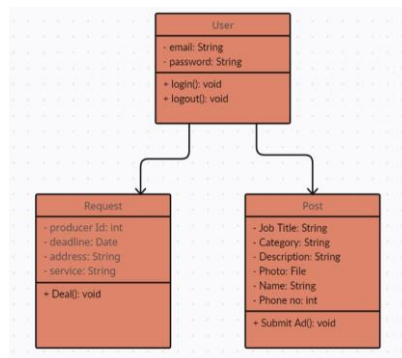 User
- email: String
- password: String
+ login(): void
+ logout(): void
Request
- producer Id: int
- deadline: Date
- address: String
- service: String
+ Deal(): void
Post
- Job Title: String
- Category: String
- Description: String
- Photo: File
- Name: String
- Phone no: int
+ Submit Ad(): void